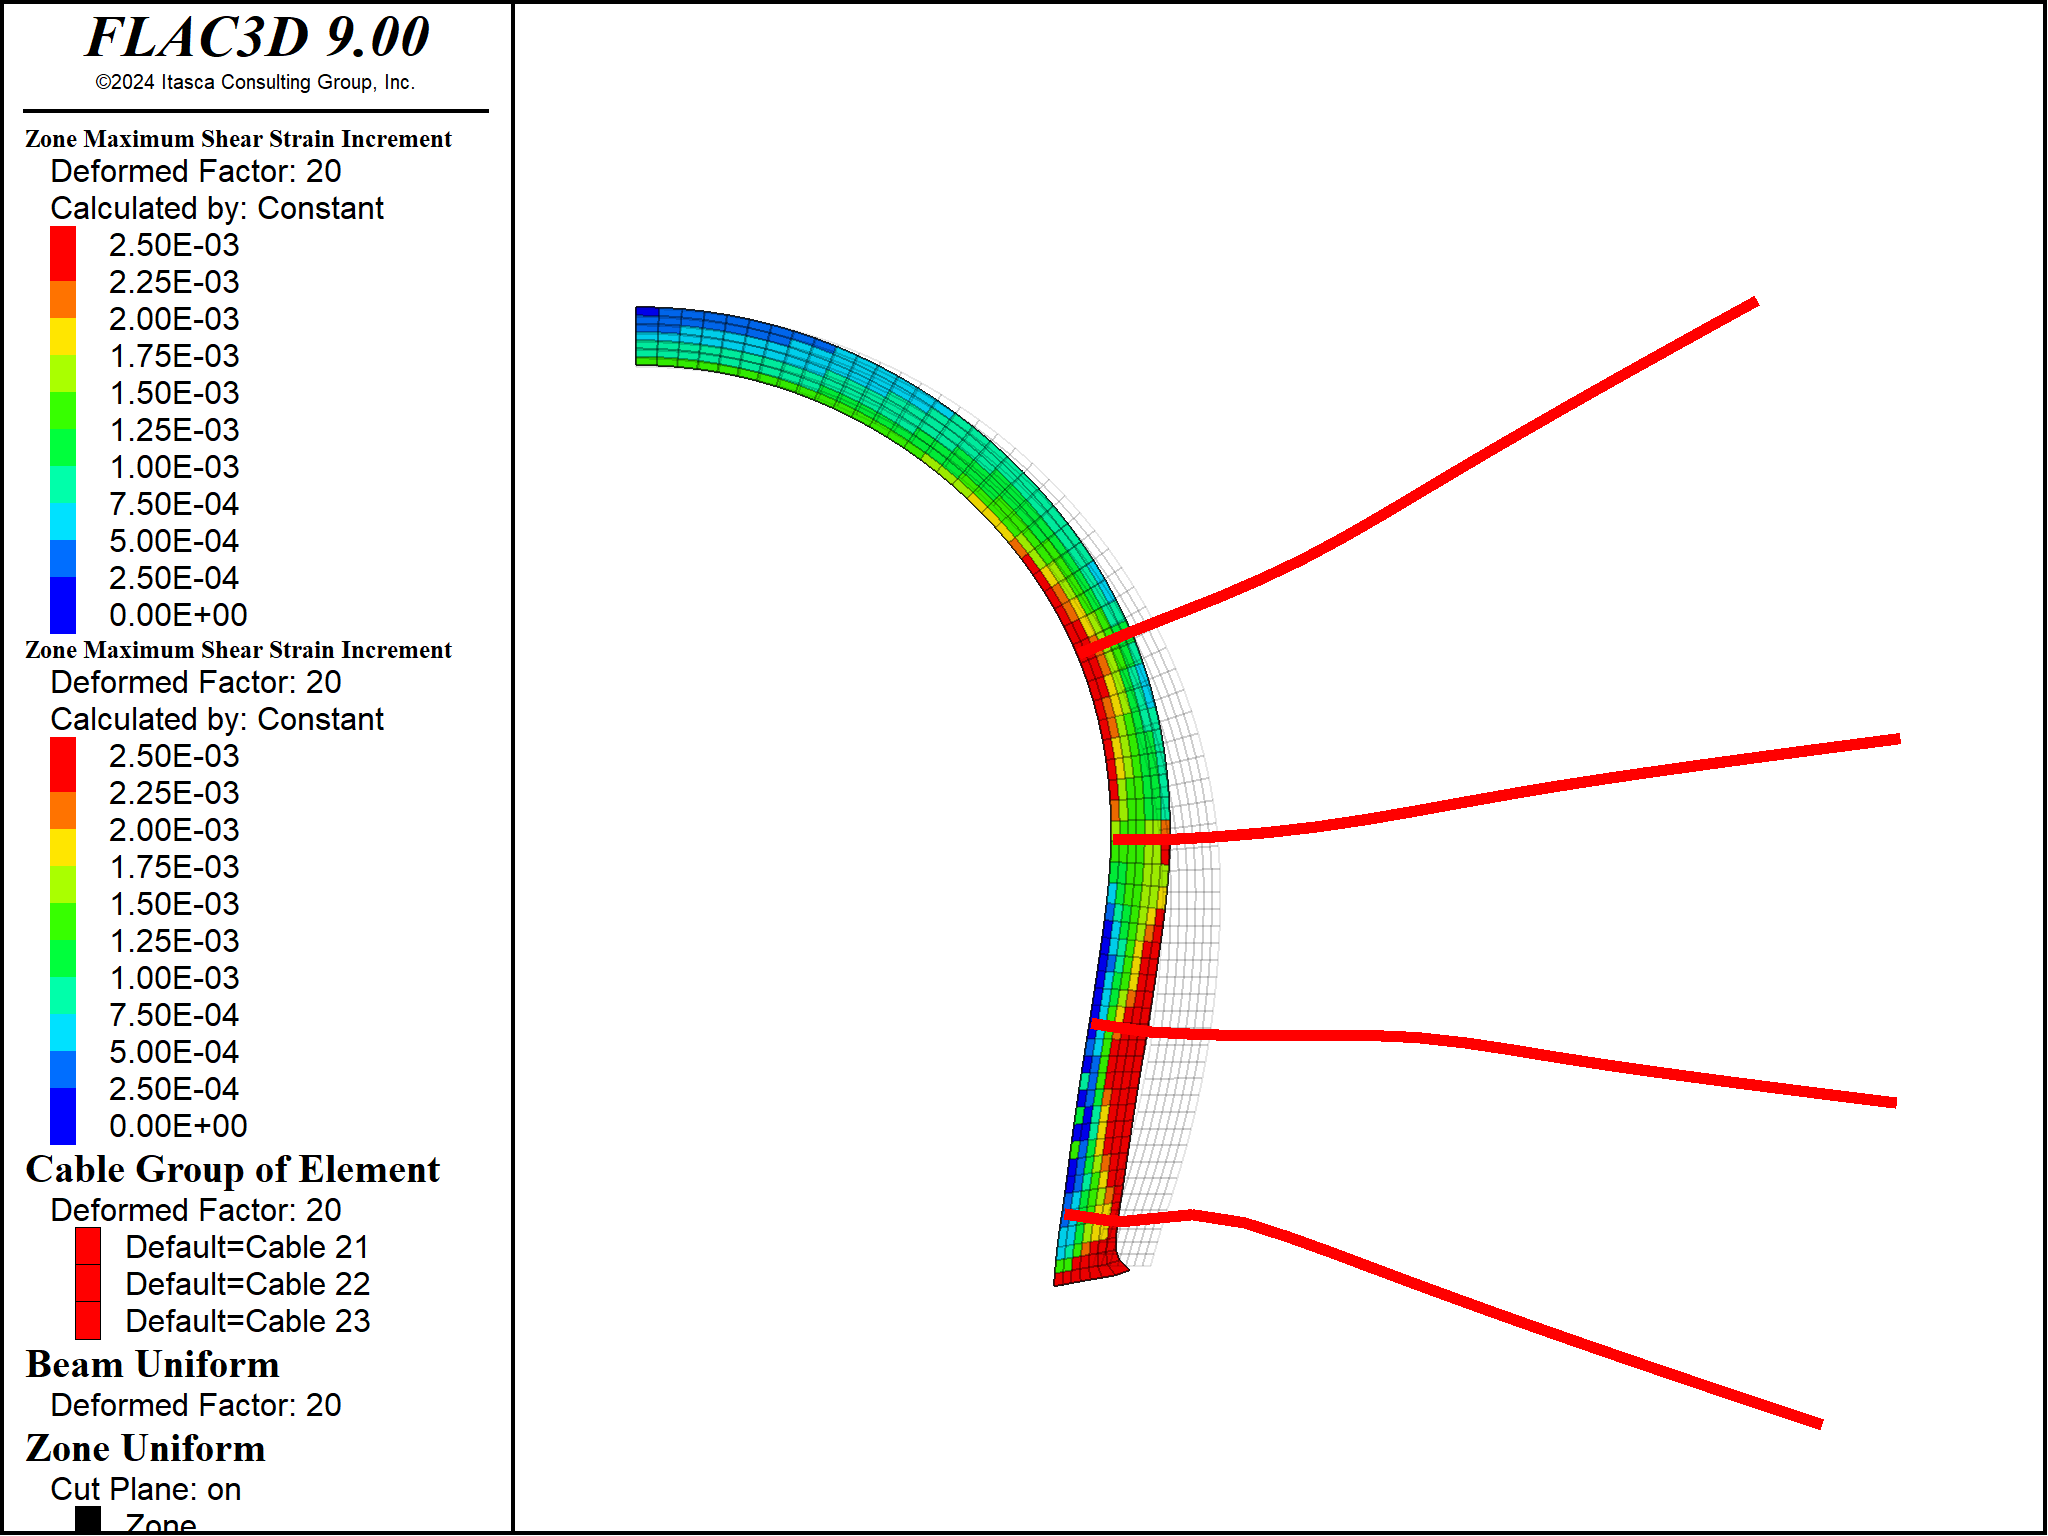 FLAC3D 9.00
©2024 Itasca Consulting Group, Inc.
Zone Maximum Shear Strain Increment
Deformed Factor: 20
Calculated by: Constant
2.50E-03
2.25E-03
2.00E-03
1.75E-03
1.50E-03
1.25E-03
1.00E-03
7.50E-04
5.00E-04
2.50E-04
0.00E+00
Zone Maximum Shear Strain Increment
Deformed Factor: 20
Calculated by: Constant
2.50E-03
2.25E-03
2.00E-03
1.75E-03
1.50E-03
1.25E-03
1.00E-03
7.50E-04
5.00E-04
2.50E-04
0.00E+00
Cable Group of Element
Deformed Factor: 20
Default=Cable 21
Default=Cable 22
Default=Cable 23
Beam Uniform
Deformed Factor: 20
Zone Uniform
Cut Plane: on
Zone